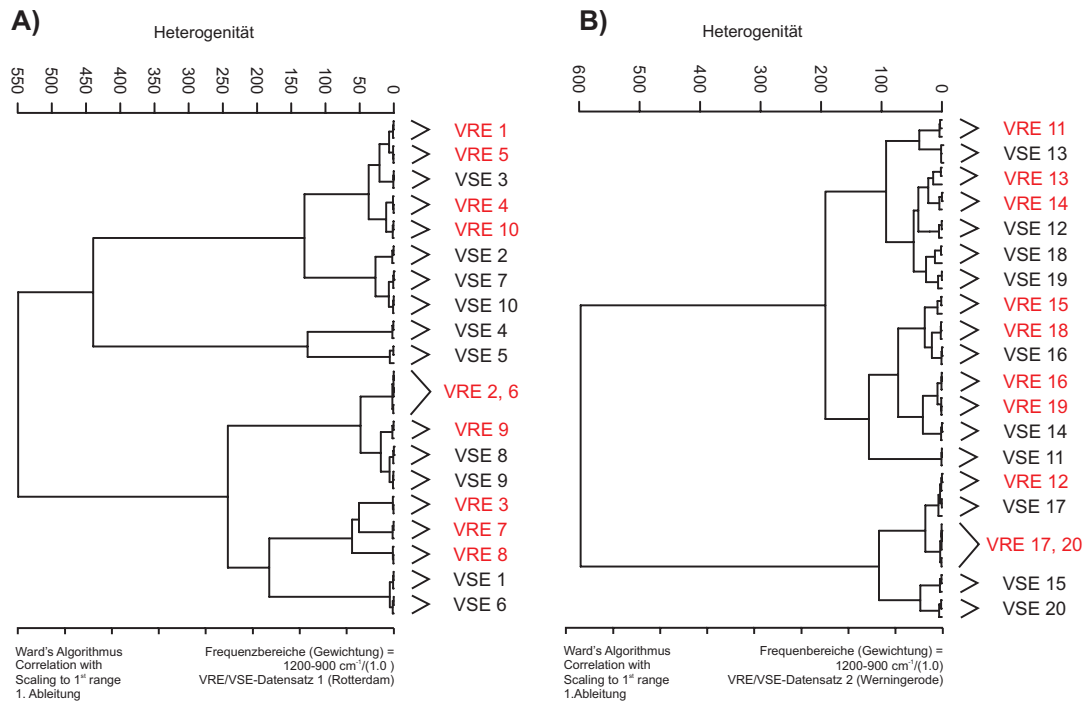 A)
Heterogenität
550 500 450 400 350 300 250 200 150 100 50 0
VRE 1
VRE 5
VSE 3
VRE 4
VRE 10
VSE 2
VSE 7
VSE 10
VSE 4
VSE 5
VRE 2, 6
VRE 9
VSE 8
VSE 9
VRE 3
VRE 7
VRE 8
VSE 1
VSE 6
Ward's Algorithmus
Correlation with
Scaling to 1st range
1. Ableitung
Frequenzbereiche (Gewichtung) =
1200-900 cm-1/(1.0 )
VRE/VSE-Datensatz 1 (Rotterdam)
B)
Heterogenität
600 500 400 300 200 100 0
VRE 11
VSE 13
VRE 13
VRE 14
VSE 12
VSE 18
VSE 19
VRE 15
VRE 18
VSE 16
VRE 16
VRE 19
VSE 14
VSE 11
VRE 12
VSE 17
VRE 17, 20
VSE 15
VSE 20
Ward's Algorithmus
Correlation with
Scaling to 1st range
1.Ableitung
Frequenzbereiche (Gewichtung) =
1200-900 cm-1/(1.0)
VRE/VSE-Datensatz 2 (Werningerode)